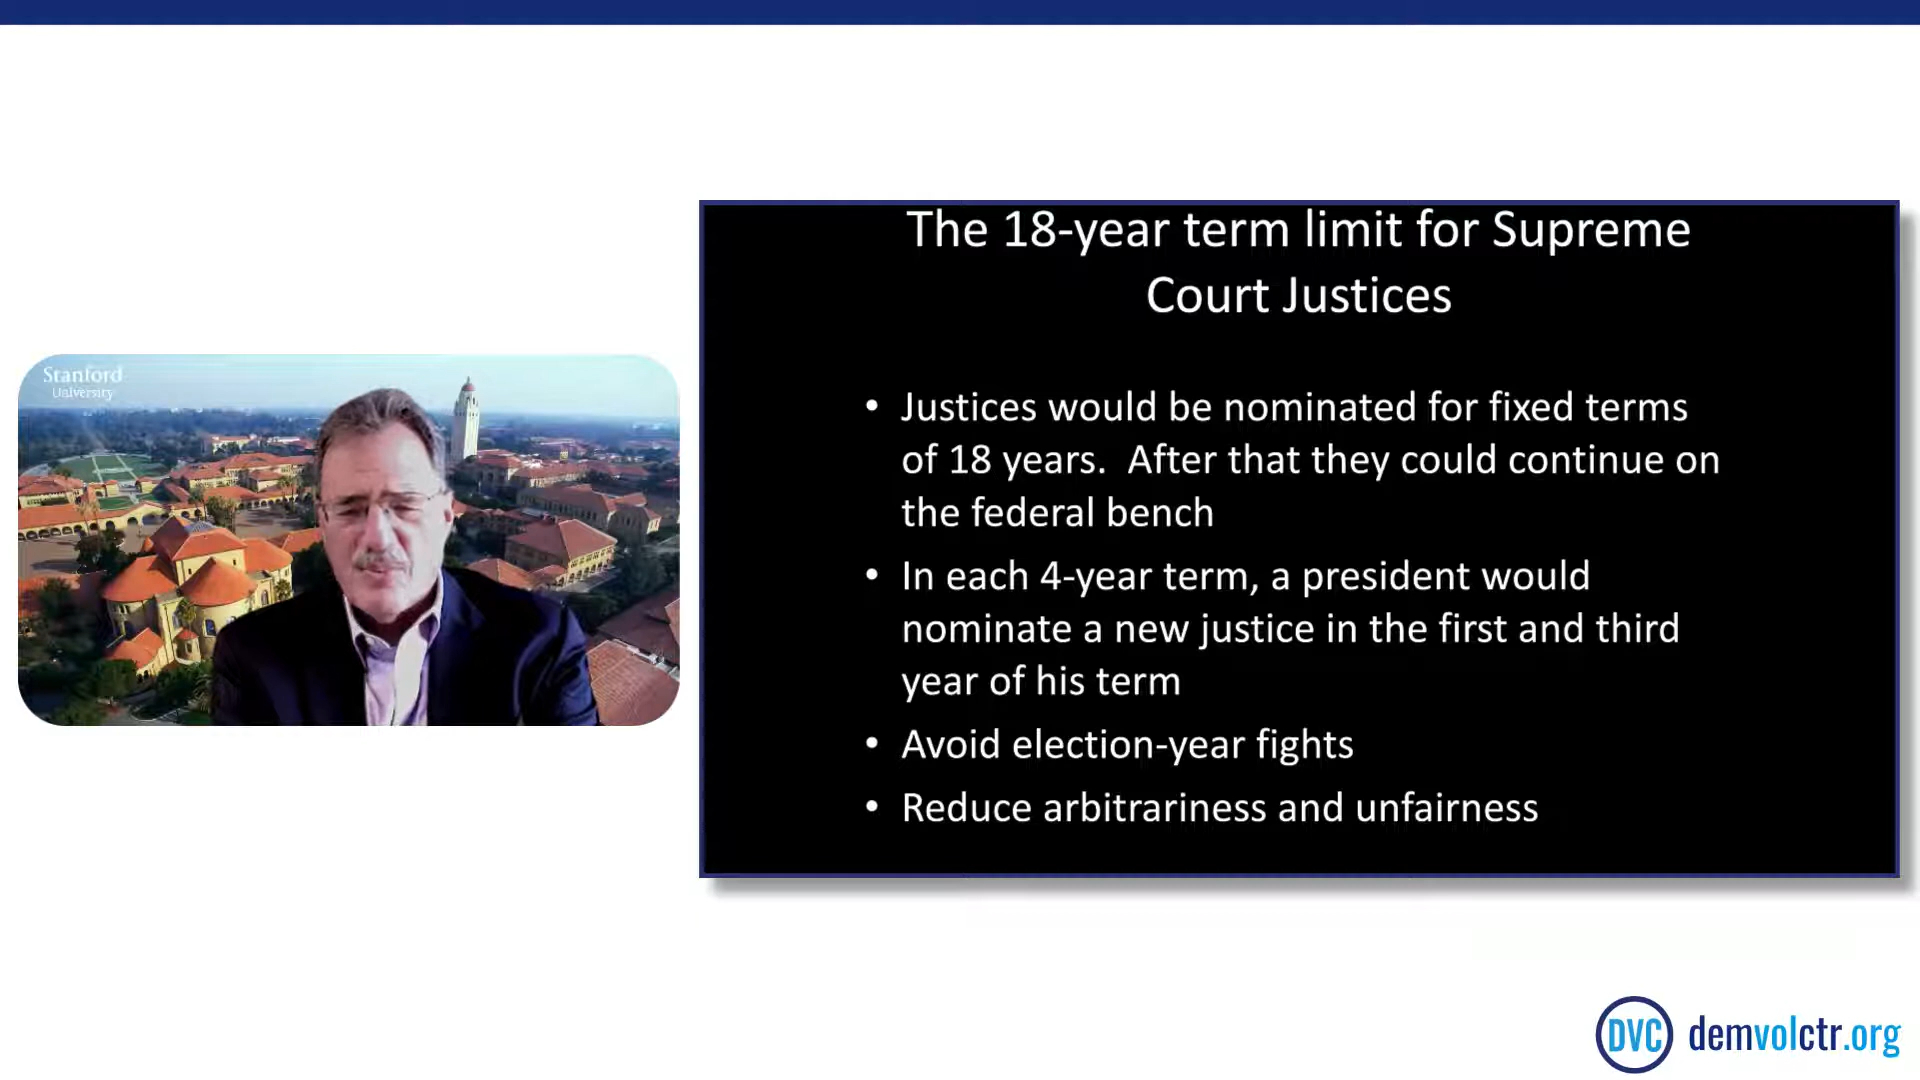 Stanford
University
The 18-year term limit for Supreme
Court Justices
• Justices would be nominated for fixed terms
of 18 years.  After that they could continue on
the federal bench
• In each 4-year term, a president would
nominate a new justice in the first and third
year of his term
• Avoid election-year fights
• Reduce arbitrariness and unfairness
DVC demvolctr.org